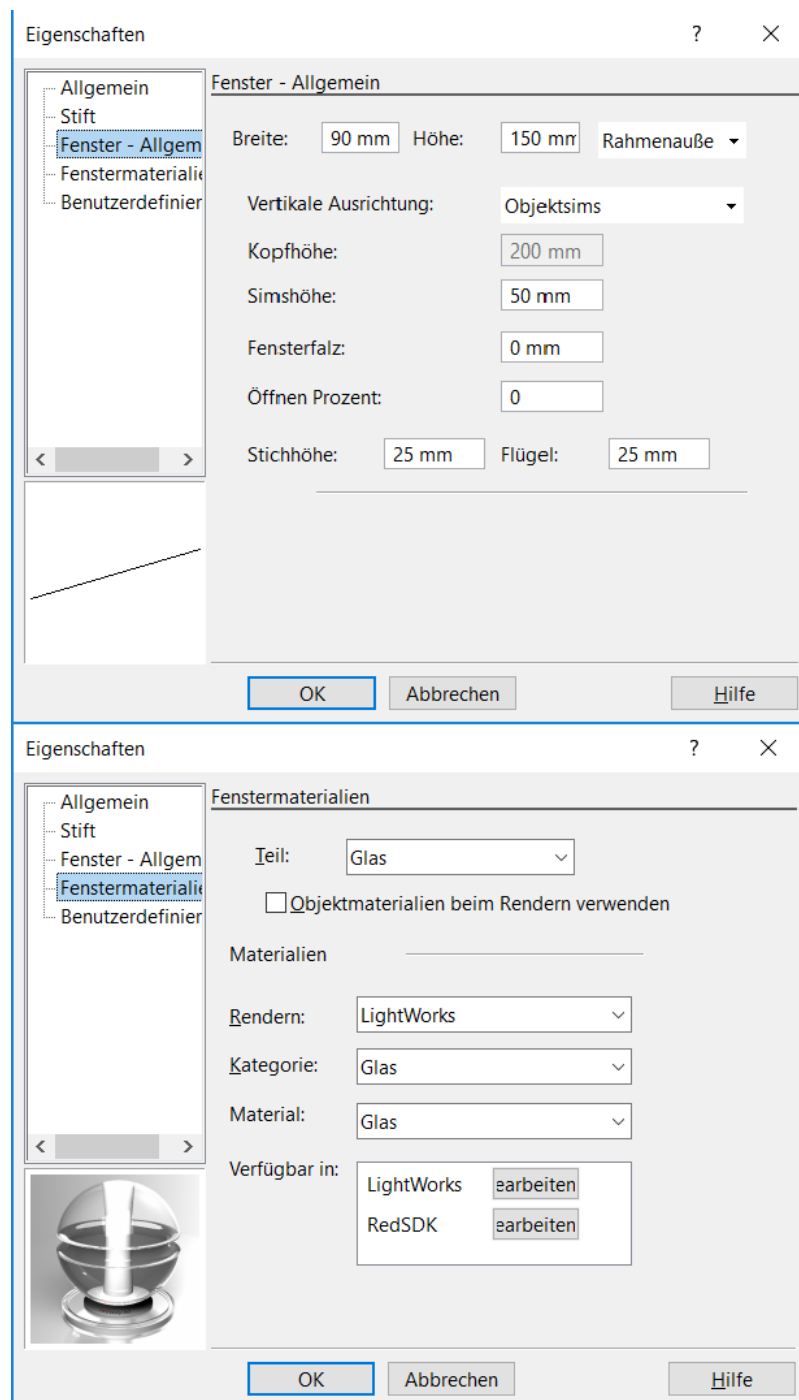 Eigenschaften ?
Allgemein
Stift
Fenster - Allgem
Fenstermaterialie
Benutzerdefinier
Fenster - Allgemein
Breite: 90 mm Höhe: 150 mm Rahmenauße
Vertikale Ausrichtung: Objektsims
Kopfhöhe: 200 mm
Simshöhe: 50 mm
Fensterfalz: 0 mm
Öffnen Prozent: 0
Stichhöhe: 25 mm Flügel: 25 mm
OK Abbrechen Hilfe
Eigenschaften ?
Allgemein
Stift
Fenster - Allgem
Fenstermaterialie
Benutzerdefinier
Fenstermaterialien
Teil: Glas
Objektmaterialien beim Rendern verwenden
Materialien
Rendern: LightWorks
Kategorie: Glas
Material: Glas
Verfügbar in:
LightWorks earbeiten
RedSDK earbeiten
OK Abbrechen Hilfe